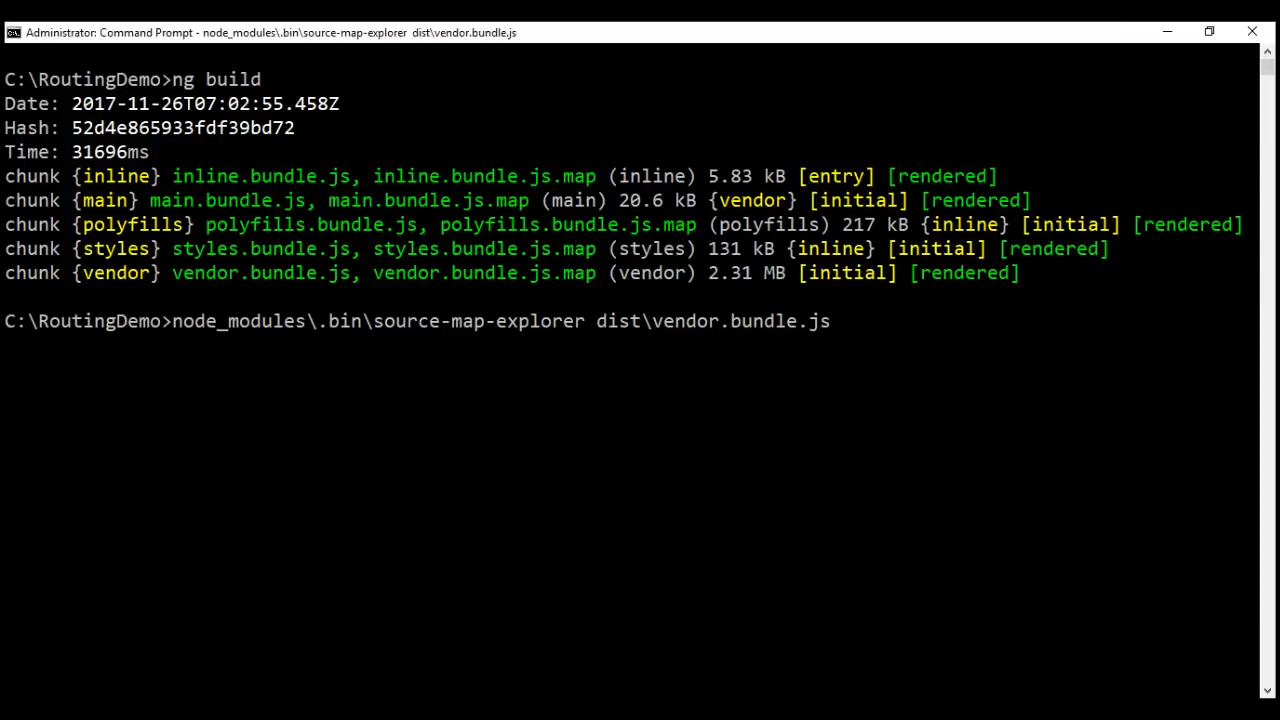 Administrator: Command Prompt - node_modules\.bin\source-map-explorer dist\vendor.bundle.js
C:\RoutingDemo>ng build
Date: 2017-11-26T07:02:55.458Z
Hash: 52d4e865933fdf39bd72
Time: 31696ms
chunk {inline} inline.bundle.js, inline.bundle.js.map (inline) 5.83 kB [entry] [rendered]
chunk {main} main.bundle.js, main.bundle.js.map (main) 20.6 kB {vendor} [initial] [rendered]
chunk {polyfills} polyfills.bundle.js, polyfills.bundle.js.map (polyfills) 217 kB {inline} [initial] [rendered]
chunk {styles} styles.bundle.js, styles.bundle.js.map (styles) 131 kB {inline} [initial] [rendered]
chunk {vendor} vendor.bundle.js, vendor.bundle.js.map (vendor) 2.31 MB [initial] [rendered]
C:\RoutingDemo>node_modules\.bin\source-map-explorer dist\vendor.bundle.js